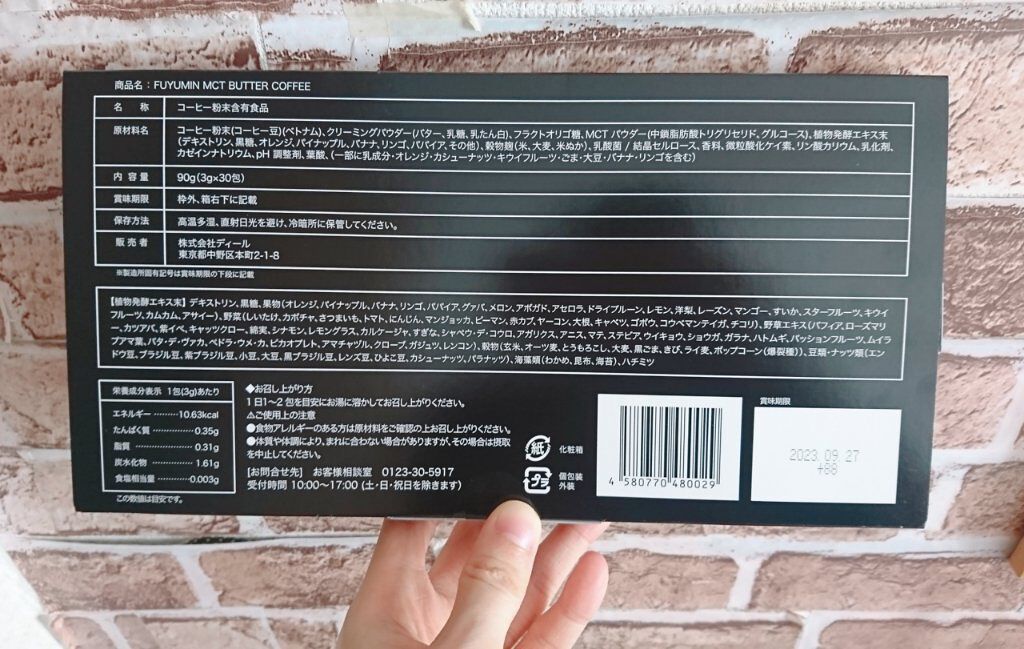 商品名：FUYUMIN MCT BUTTER COFFEE
名　称　コーヒー粉末含有食品
原材料名　コーヒー粉末(コーヒー豆)(ベトナム)、クリーミングパウダー(バター、乳糖、乳たん白)、フラクトオリゴ糖、MCTパウダー(中鎖脂肪酸トリグリセリド、グルコース)、植物発酵エキス末
(デキストリン、黒糖、オレンジ、パイナップル、バナナ、リンゴ、パパイア、その他)、穀物麹(米、大麦、米ぬか)、乳酸菌 / 結晶セルロース、香料、微粒酸化ケイ素、リン酸カリウム、乳化剤、
カゼインナトリウム、pH 調整剤、葉酸、(一部に乳成分・オレンジ・カシューナッツ・キウイフルーツ・ごま・大豆・バナナ・リンゴを含む)
内 容 量　90g(3g×30包)
賞味期限　枠外、箱右下に記載
保存方法　高温多湿、直射日光を避け、冷暗所に保管してください。
販 売 者　株式会社ディール
東京都中野区本町2-1-8
※製造所固有記号は賞味期限の下段に記載
【植物発酵エキス末】デキストリン、黒糖、果物(オレンジ、パイナップル、バナナ、リンゴ、パパイア、グァバ、メロン、アボガド、アセロラ、ドライプルーン、レモン、洋梨、レーズン、マンゴー、すいか、スターフルーツ、キウイ
フルーツ、カムカム、アサイー)、野菜(しいたけ、カボチャ、さつまいも、トマト、にんじん、にんにく、マンジョッカ、ピーマン、赤カブ、ヤーコン、大根、キャベツ、ゴボウ、コウベマンテイガ、チコリ)、野草エキス(パフィア、ローズマリ
ー、カツアバ、紫イペ、キャッツクロー、綿実、シナモン、レモングラス、カルケージャ、すぎな、シャペウ・デ・コウロ、アガリクス、アニス、マテ、ステビア、ウイキョウ、ショウガ、ガラナ、ハトムギ、パッションフルーツ、ムイラ
プアマ葉、パタ・デ・ヴァカ、ペドラ・ウメ・カ、ピカオプレト、アマチャヅル、クローブ、ガジュツ、レンコン)、穀物(玄米、オーツ麦、とうもろこし、大麦、黒ごま、きび、ライ麦、ポップコーン(爆裂種))、豆類・ナッツ類(エン
ドウ豆、ブラジル豆、紫ブラジル豆、小豆、大豆、黒ブラジル豆、レンズ豆、ひよこ豆、カシューナッツ、パラナッツ)、海藻類(わかめ、昆布、海苔)、ハチミツ
栄養成分表示　1包(3g)あたり
エネルギー ………10.63kcal
たんぱく質 ………………0.35g
脂質 ………………………0.31g
炭水化物 …………………1.61g
食塩相当量 ……………0.003g
この数値は目安です。
◆お召し上がり方
1日1〜2 包を目安にお湯に溶かしてお召し上がりください。
⚠ご使用上の注意
●食物アレルギーのある方は原材料をご確認の上お召し上がりください。
●体質や体調により、まれに合わない場合がありますが、その場合は摂取
を中止してください。
[お問合せ先]　お客様相談室　0123-30-5917
受付時間 10:00〜17:00 (土・日・祝日を除きます)
紙　化粧箱
プラ　個包装
外装
4 580770 480029
賞味期限
2023.09.27
+88